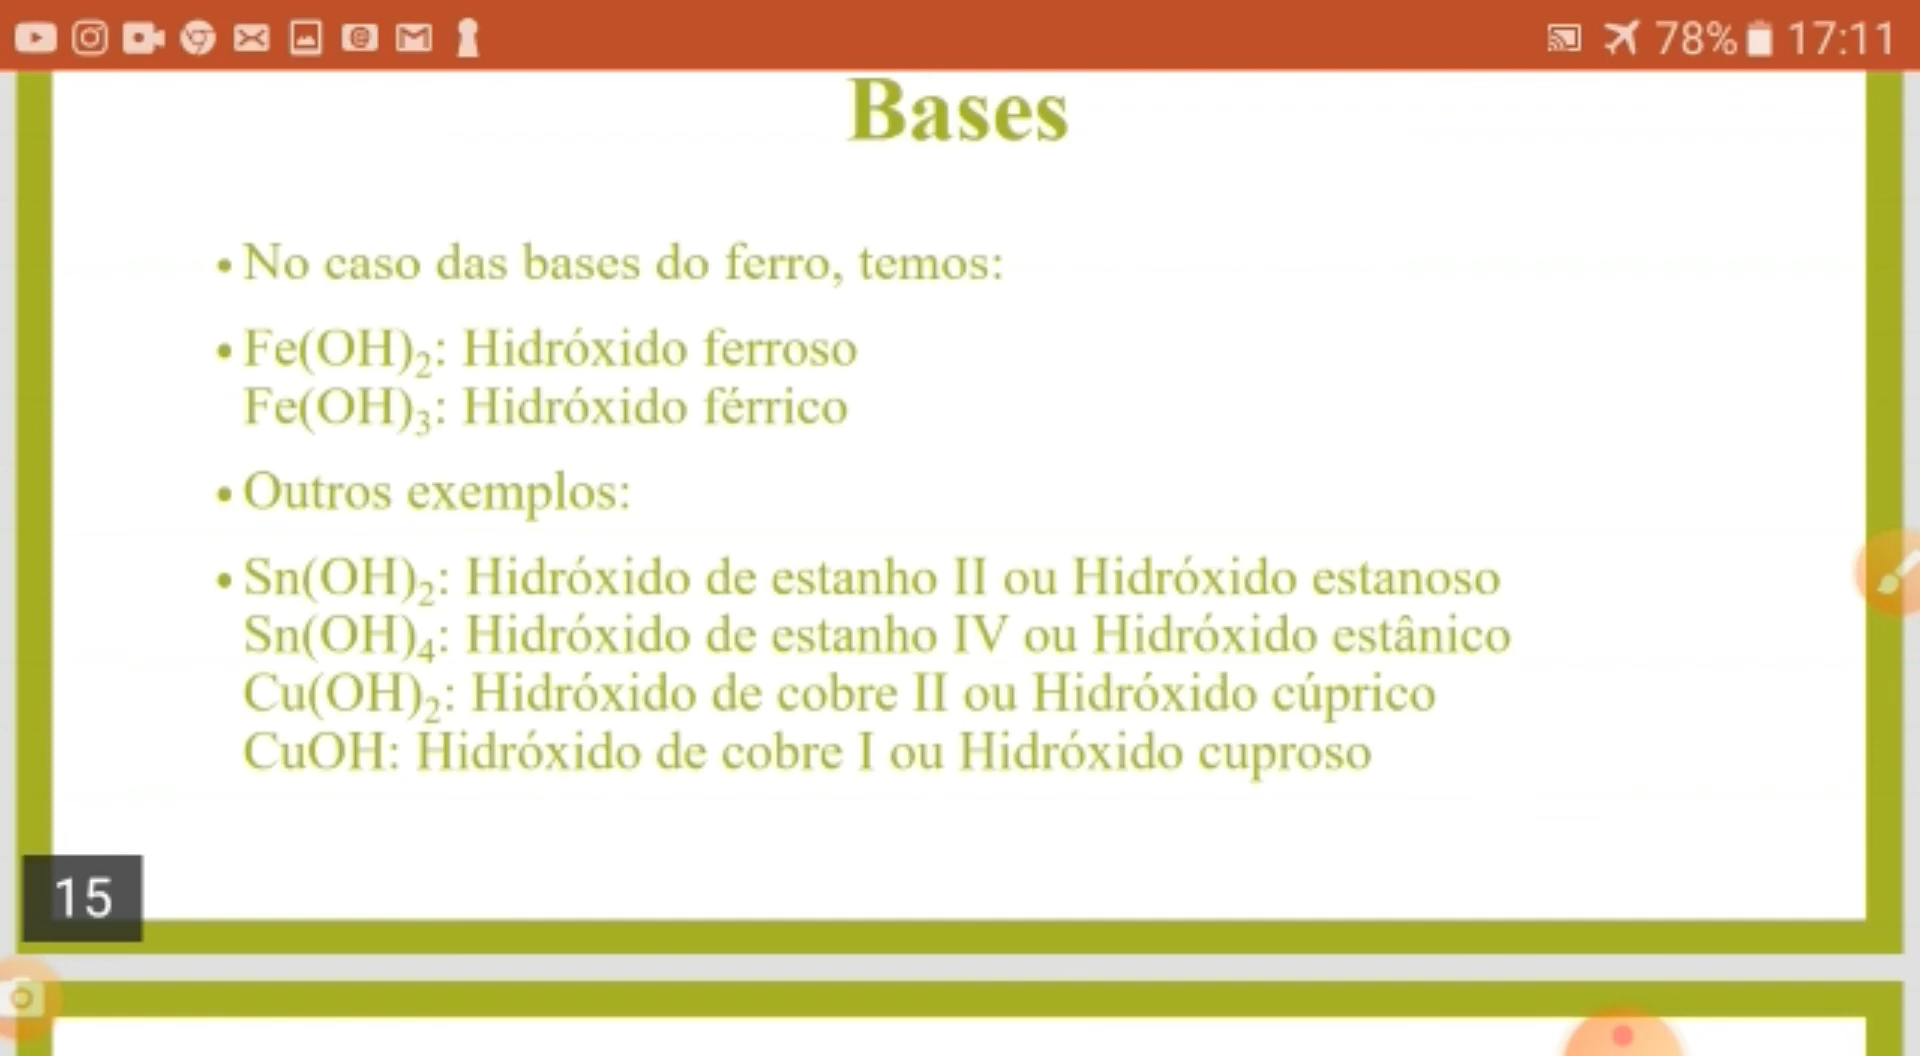 78% 17:11
Bases
• No caso das bases do ferro, temos:
• Fe(OH)₂: Hidróxido ferroso
Fe(OH)₃: Hidróxido férrico
• Outros exemplos:
• Sn(OH)₂: Hidróxido de estanho II ou Hidróxido estanoso
Sn(OH)₄: Hidróxido de estanho IV ou Hidróxido estânico
Cu(OH)₂: Hidróxido de cobre II ou Hidróxido cúprico
CuOH: Hidróxido de cobre I ou Hidróxido cuproso
15